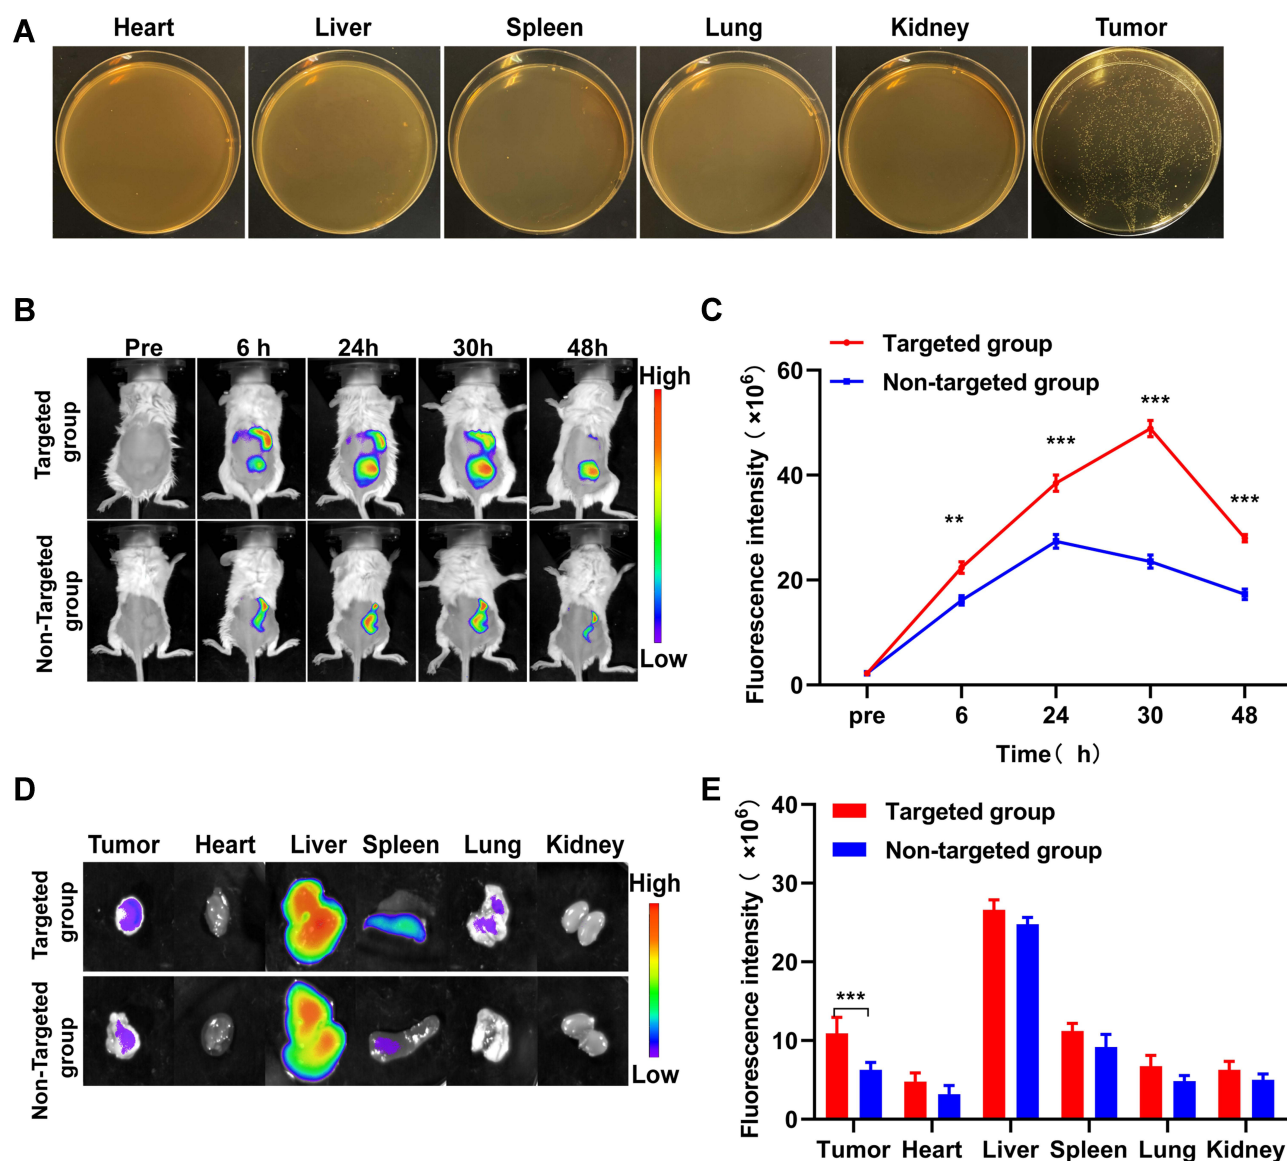 A
Heart Liver Spleen Lung Kidney Tumor
B
Pre 6 h 24h 30h 48h
Targeted
group
Non-Targeted
group
High
Low
C
Targeted group
Non-targeted group
Fluorescence intensity ( ×10⁶)
60
40
20
0
** *** *** ***
pre 6 24 30 48
Time( h)
D
Tumor Heart Liver Spleen Lung Kidney
Targeted
group
Non-Targeted
group
High
Low
E
Targeted group
Non-targeted group
Fluorescence intensity ( ×10⁶)
40
30
20
10
0
***
Tumor Heart Liver Spleen Lung Kidney